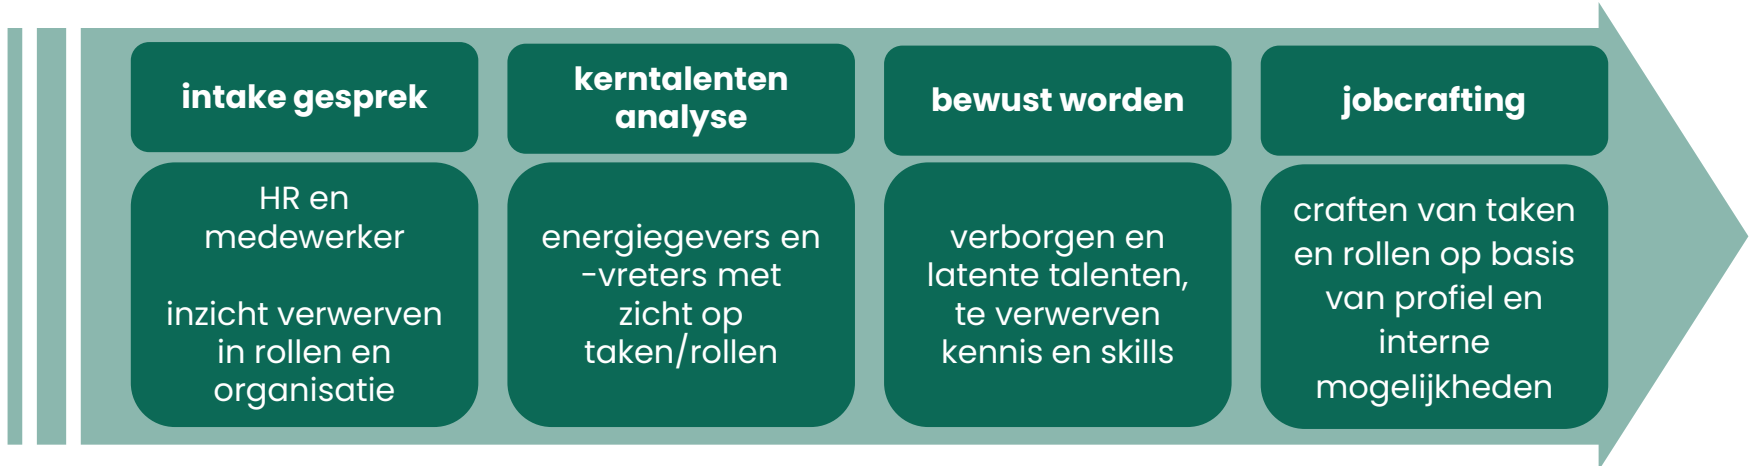 intake gesprek
HR en
medewerker
inzicht verwerven
in rollen en
organisatie
kerntalenten
analyse
energiegevers en
-vreters met
zicht op
taken/rollen
bewust worden
verborgen en
latente talenten,
te verwerven
kennis en skills
jobcrafting
craften van taken
en rollen op basis
van profiel en
interne
mogelijkheden